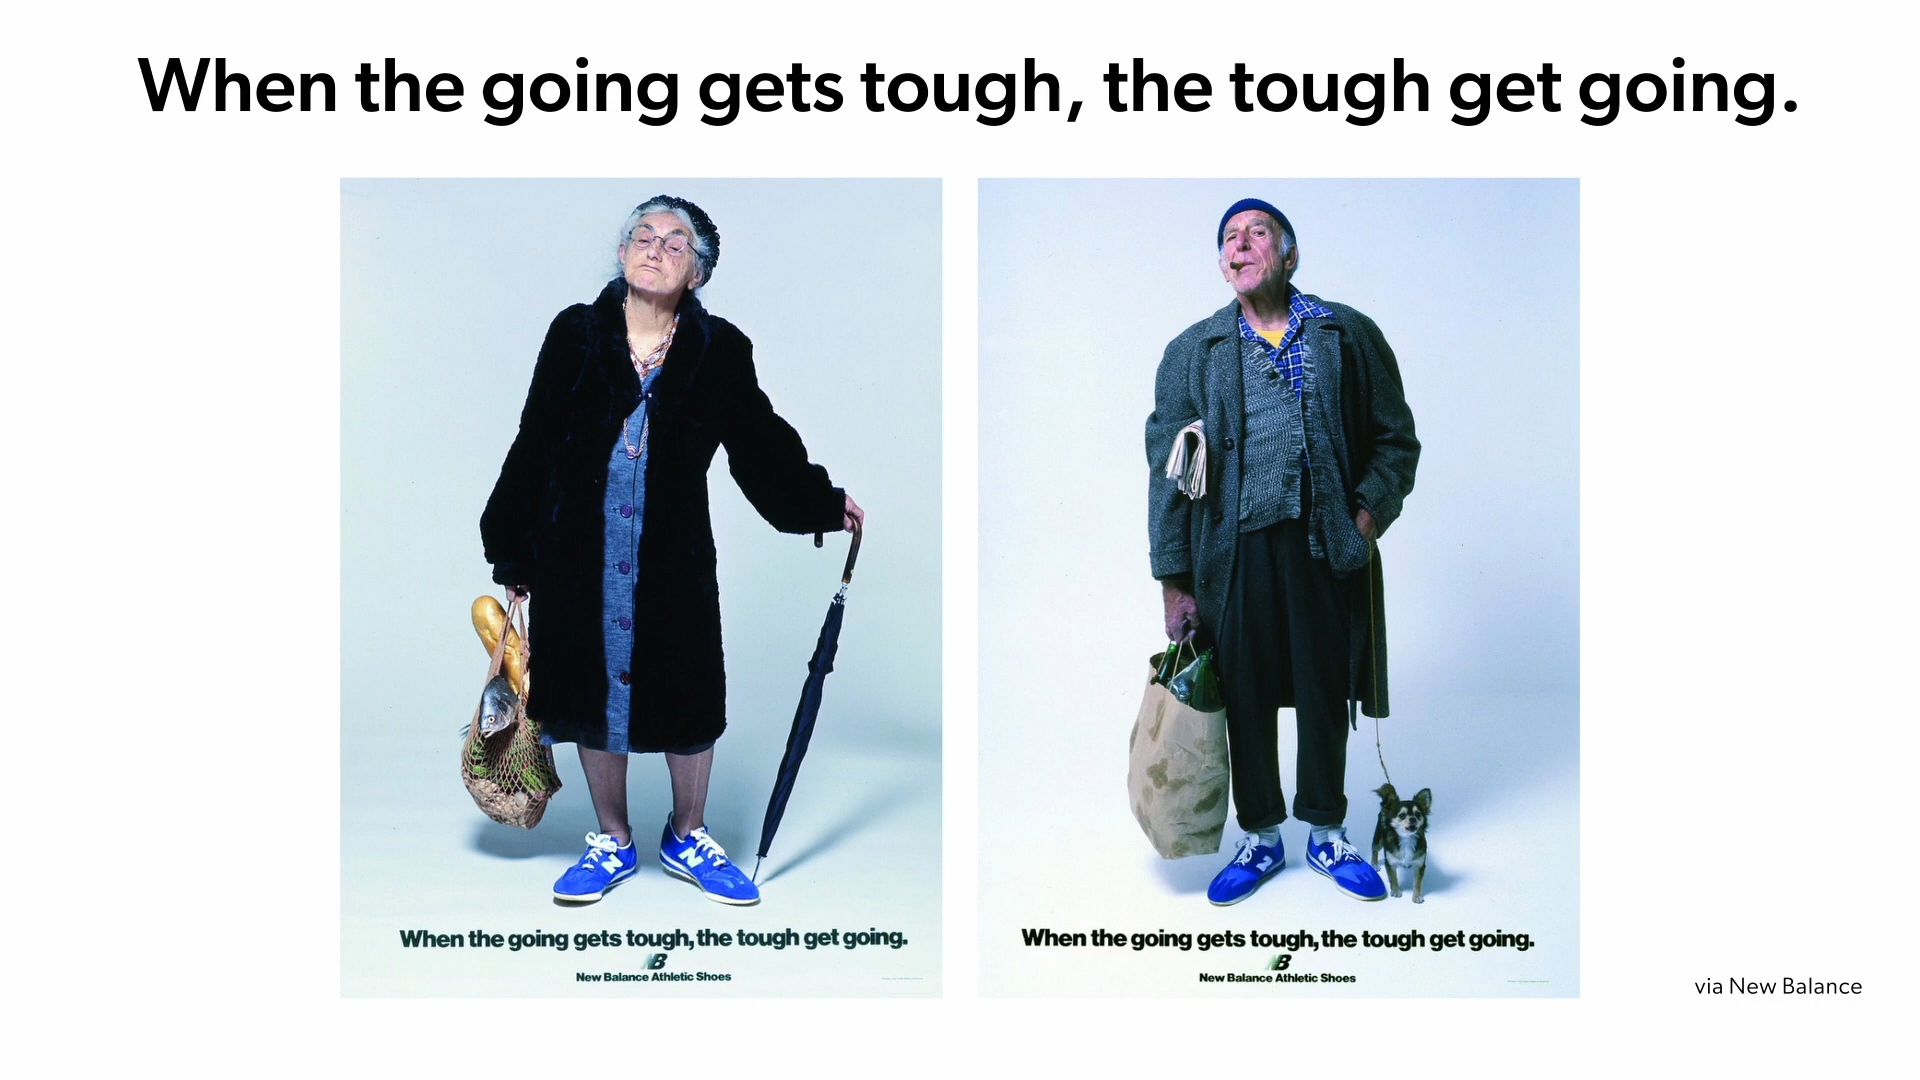 When the going gets tough, the tough get going.
When the going gets tough, the tough get going.
NB
New Balance Athletic Shoes
When the going gets tough, the tough get going.
NB
New Balance Athletic Shoes
via New Balance